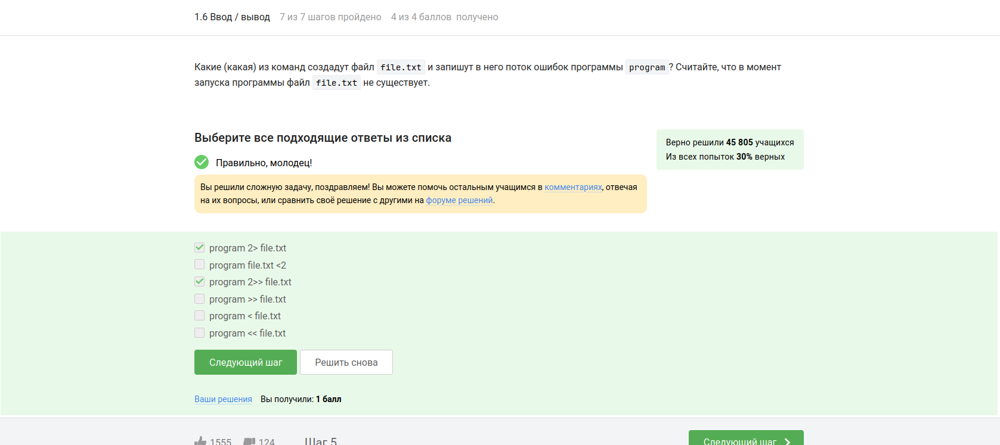 1.6 Ввод / вывод 7 из 7 шагов пройдено 4 из 4 баллов получено
Какие (какая) из команд создадут файл file.txt и запишут в него поток ошибок программы program ? Считайте, что в момент
запуска программы файл file.txt не существует.
Выберите все подходящие ответы из списка
Верно решили 45 805 учащихся
Из всех попыток 30% верных
Правильно, молодец!
Вы решили сложную задачу, поздравляем! Вы можете помочь остальным учащимся в комментариях, отвечая
на их вопросы, или сравнить своё решение с другими на форуме решений.
program 2> file.txt
program file.txt <2
program 2>> file.txt
program >> file.txt
program < file.txt
program << file.txt
Следующий шаг Решить снова
Ваши решения Вы получили: 1 балл
1555 124 Шаг 5 Следующий шаг